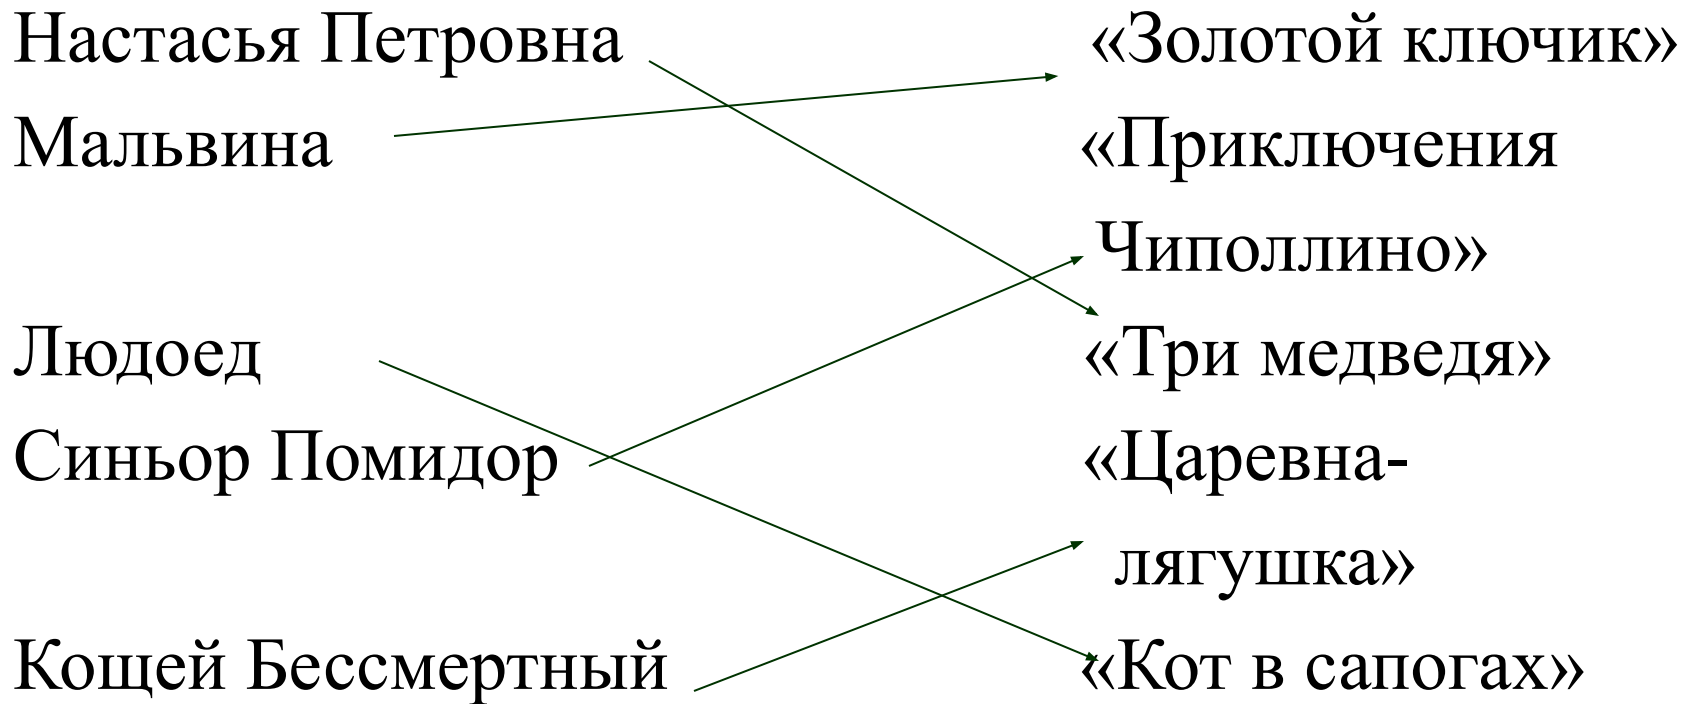 Настасья Петровна
Мальвина
Людоед
Синьор Помидор
Кощей Бессмертный
«Золотой ключик»
«Приключения
Чиполлино»
«Три медведя»
«Царевна-
лягушка»
«Кот в сапогах»